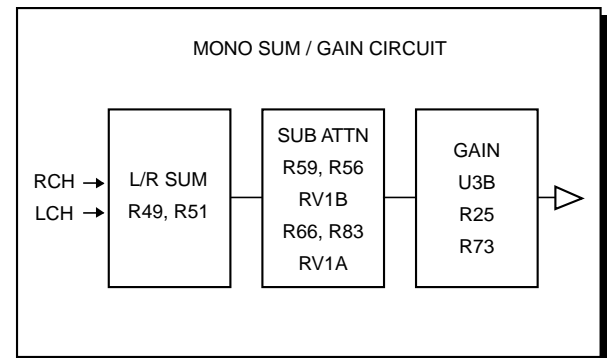 MONO SUM / GAIN CIRCUIT
RCH
LCH
L/R SUM
R49, R51
SUB ATTN
R59, R56
RV1B
R66, R83
RV1A
GAIN
U3B
R25
R73